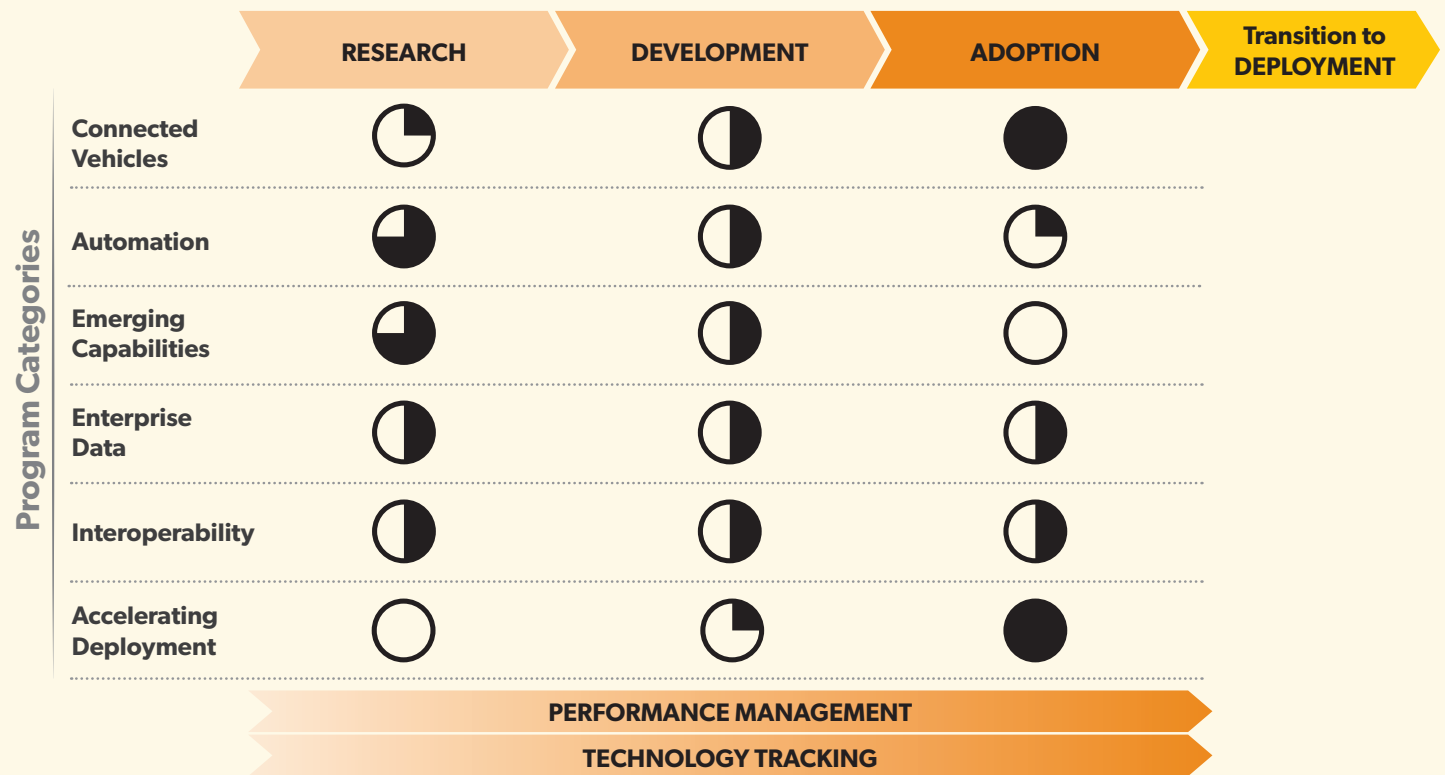 RESEARCH
DEVELOPMENT
ADOPTION
Transition to
DEPLOYMENT
Program Categories
Connected
Vehicles
Automation
Emerging
Capabilities
Enterprise
Data
Interoperability
Accelerating
Deployment
PERFORMANCE MANAGEMENT
TECHNOLOGY TRACKING